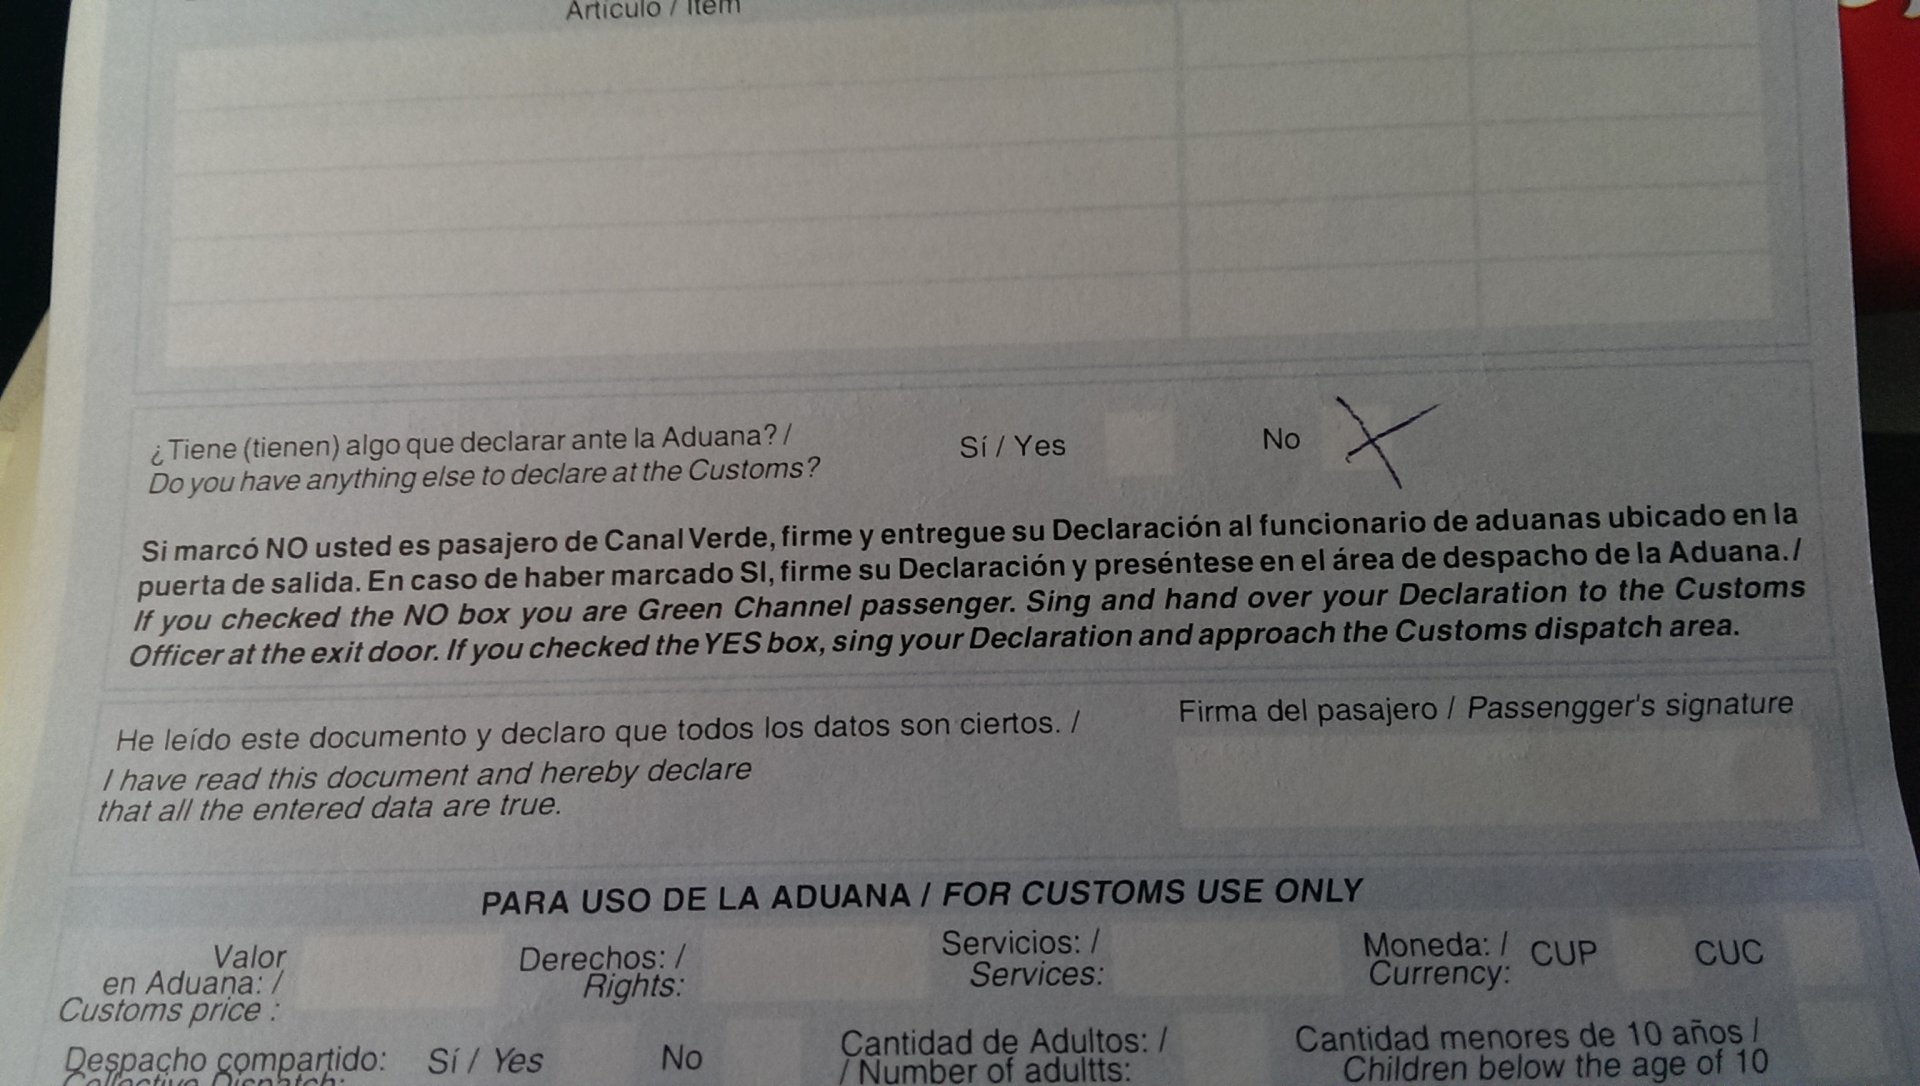 Artículo / Item
¿Tiene (tienen) algo que declarar ante la Aduana? /
Do you have anything else to declare at the Customs?
Sí / Yes
No
Si marcó NO usted es pasajero de Canal Verde, firme y entregue su Declaración al funcionario de aduanas ubicado en la
puerta de salida. En caso de haber marcado SI, firme su Declaración y preséntese en el área de despacho de la Aduana. /
If you checked the NO box you are Green Channel passenger. Sing and hand over your Declaration to the Customs
Officer at the exit door. If you checked the YES box, sing your Declaration and approach the Customs dispatch area.
He leído este documento y declaro que todos los datos son ciertos. /
I have read this document and hereby declare
that all the entered data are true.
Firma del pasajero / Passengger's signature
PARA USO DE LA ADUANA / FOR CUSTOMS USE ONLY
Valor
en Aduana: /
Customs price :
Derechos: /
Rights:
Servicios: /
Services:
Moneda: /
Currency:
CUP
CUC
Despacho compartido:
Collective Dispatch:
Sí / Yes
No
Cantidad de Adultos: /
/ Number of adultts:
Cantidad menores de 10 años /
Children below the age of 10